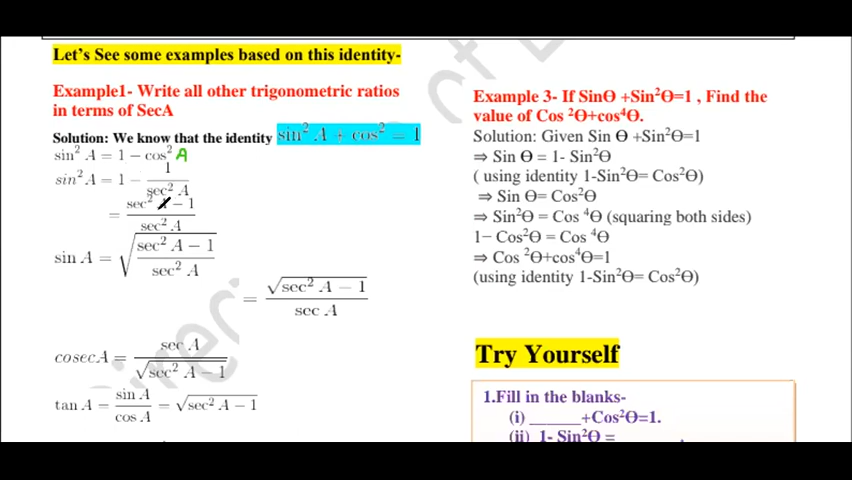 Let's See some examples based on this identity-
Example1- Write all other trigonometric ratios
in terms of SecA
Solution: We know that the identity sin² A + cos² = 1
sin² A = 1 − cos² A
sin² A = 1 − 1/sec² A
= sec² A − 1/sec² A
sin A = √(sec² A − 1/sec² A)
= √(sec² A − 1)/sec A
cosecA = sec A/√(sec² A − 1)
tan A = sin A/cos A = √(sec² A − 1)
Example 3- If SinΘ +Sin²Θ=1 , Find the
value of Cos ²Θ+cos⁴Θ.
Solution: Given Sin Θ +Sin²Θ=1
⇒ Sin Θ = 1- Sin²Θ
( using identity 1-Sin²Θ= Cos²Θ)
⇒ Sin Θ= Cos²Θ
⇒ Sin²Θ = Cos ⁴Θ (squaring both sides)
1− Cos²Θ = Cos ⁴Θ
⇒ Cos ²Θ+cos⁴Θ=1
(using identity 1-Sin²Θ= Cos²Θ)
Try Yourself
1.Fill in the blanks-
(i) ______+Cos²Θ=1.
(ii) 1- Sin²Θ =